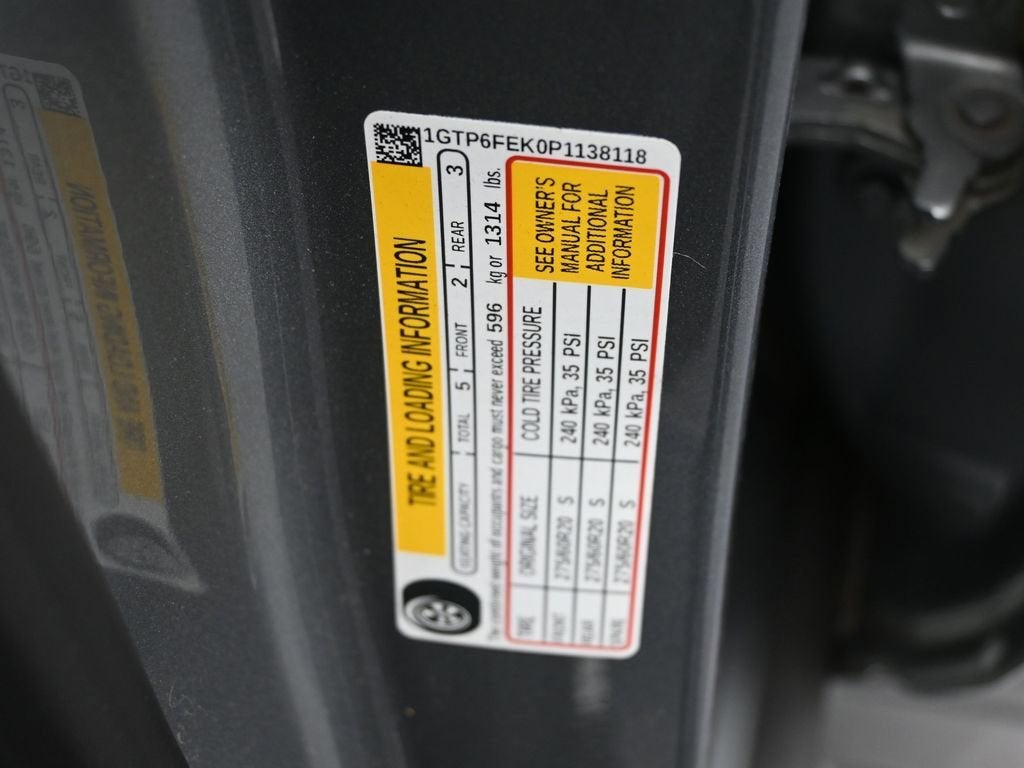 1GTP6FEK0P1138118
TIRE AND LOADING INFORMATION
SEATING CAPACITY TOTAL 5 FRONT 2 REAR 3
The combined weight of occupants and cargo must never exceed 596 kg or 1314 lbs.
TIRE ORIGINAL SIZE COLD TIRE PRESSURE
FRONT 275/60R20 S 240 kPa, 35 PSI
REAR 275/60R20 S 240 kPa, 35 PSI
275/60R20 S 240 kPa, 35 PSI
SEE OWNER'S
MANUAL FOR
ADDITIONAL
INFORMATION